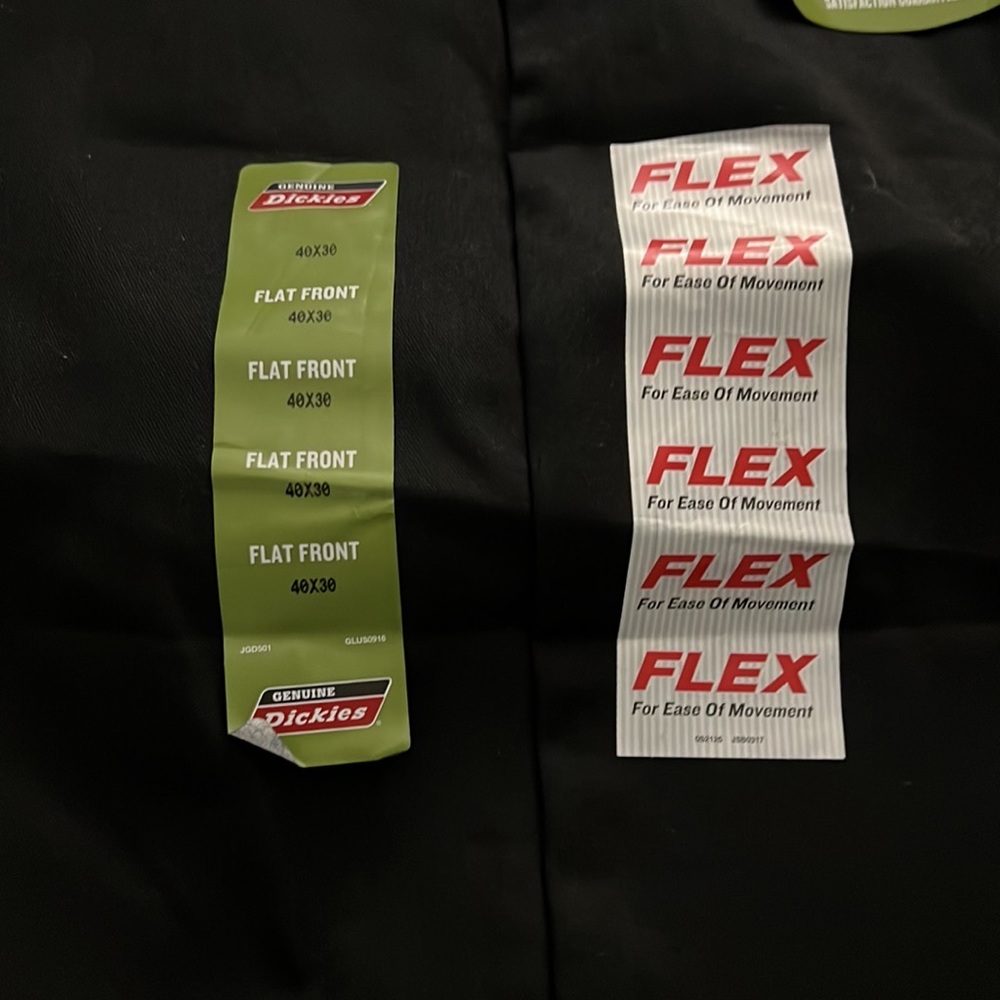 SATISFACTION GUARANTEED
GENUINE
Dickies
40X30
FLAT FRONT
40X30
FLAT FRONT
40X30
FLAT FRONT
40X30
FLAT FRONT
40X30
JGD501
GLUS0916
GENUINE
Dickies
FLEX
For Ease Of Movement
FLEX
For Ease Of Movement
FLEX
For Ease Of Movement
FLEX
For Ease Of Movement
FLEX
For Ease Of Movement
FLEX
For Ease Of Movement